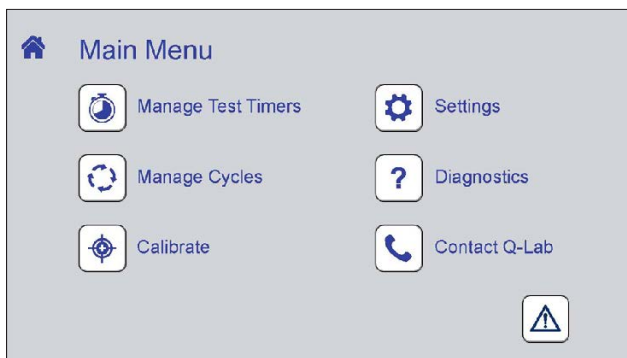 Main Menu
Manage Test Timers
Settings
Manage Cycles
?
Diagnostics
Calibrate
Contact Q-Lab